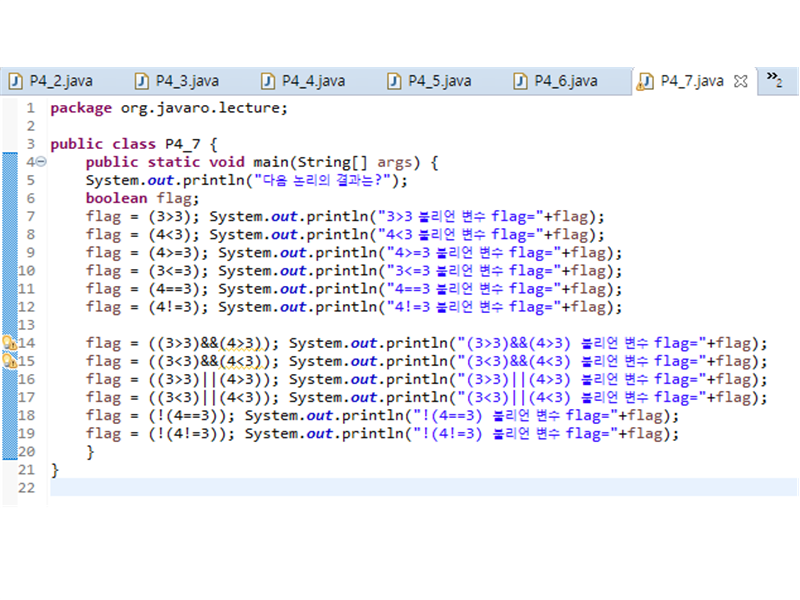 P4_2.java P4_3.java P4_4.java P4_5.java P4_6.java P4_7.java »2
1 package org.javaro.lecture;
2
3 public class P4_7 {
4 public static void main(String[] args) {
5 System.out.println("다음 논리의 결과는?");
6 boolean flag;
7 flag = (3>3); System.out.println("3>3 불리언 변수 flag="+flag);
8 flag = (4<3); System.out.println("4<3 불리언 변수 flag="+flag);
9 flag = (4>=3); System.out.println("4>=3 불리언 변수 flag="+flag);
10 flag = (3<=3); System.out.println("3<=3 불리언 변수 flag="+flag);
11 flag = (4==3); System.out.println("4==3 불리언 변수 flag="+flag);
12 flag = (4!=3); System.out.println("4!=3 불리언 변수 flag="+flag);
13
14 flag = ((3>3)&&(4>3)); System.out.println("(3>3)&&(4>3) 불리언 변수 flag="+flag);
15 flag = ((3<3)&&(4<3)); System.out.println("(3<3)&&(4<3) 불리언 변수 flag="+flag);
16 flag = ((3>3)||(4>3)); System.out.println("(3>3)||(4>3) 불리언 변수 flag="+flag);
17 flag = ((3<3)||(4<3)); System.out.println("(3<3)||(4<3) 불리언 변수 flag="+flag);
18 flag = (!(4==3)); System.out.println("!(4==3) 불리언 변수 flag="+flag);
19 flag = (!(4!=3)); System.out.println("!(4!=3) 불리언 변수 flag="+flag);
20 }
21 }
22